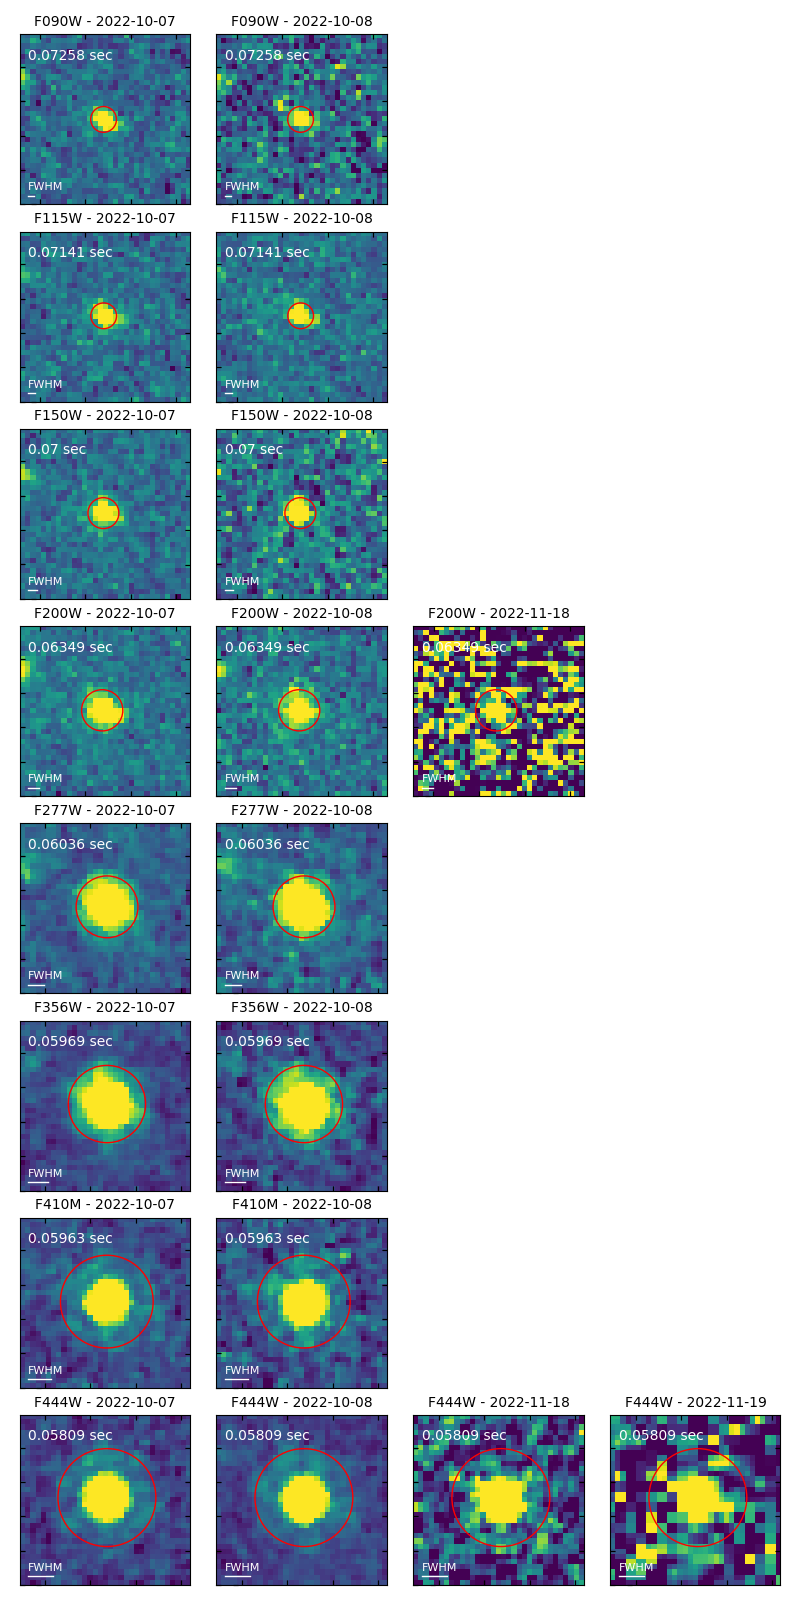 F090W - 2022-10-07
F090W - 2022-10-08
0.07258 sec
0.07258 sec
FWHM
FWHM
F115W - 2022-10-07
F115W - 2022-10-08
0.07141 sec
0.07141 sec
FWHM
FWHM
F150W - 2022-10-07
F150W - 2022-10-08
0.07 sec
0.07 sec
FWHM
FWHM
F200W - 2022-10-07
F200W - 2022-10-08
F200W - 2022-11-18
0.06349 sec
0.06349 sec
0.06349 sec
FWHM
FWHM
FWHM
F277W - 2022-10-07
F277W - 2022-10-08
0.06036 sec
0.06036 sec
FWHM
FWHM
F356W - 2022-10-07
F356W - 2022-10-08
0.05969 sec
0.05969 sec
FWHM
FWHM
F410M - 2022-10-07
F410M - 2022-10-08
0.05963 sec
0.05963 sec
FWHM
FWHM
F444W - 2022-10-07
F444W - 2022-10-08
F444W - 2022-11-18
F444W - 2022-11-19
0.05809 sec
0.05809 sec
0.05809 sec
0.05809 sec
FWHM
FWHM
FWHM
FWHM